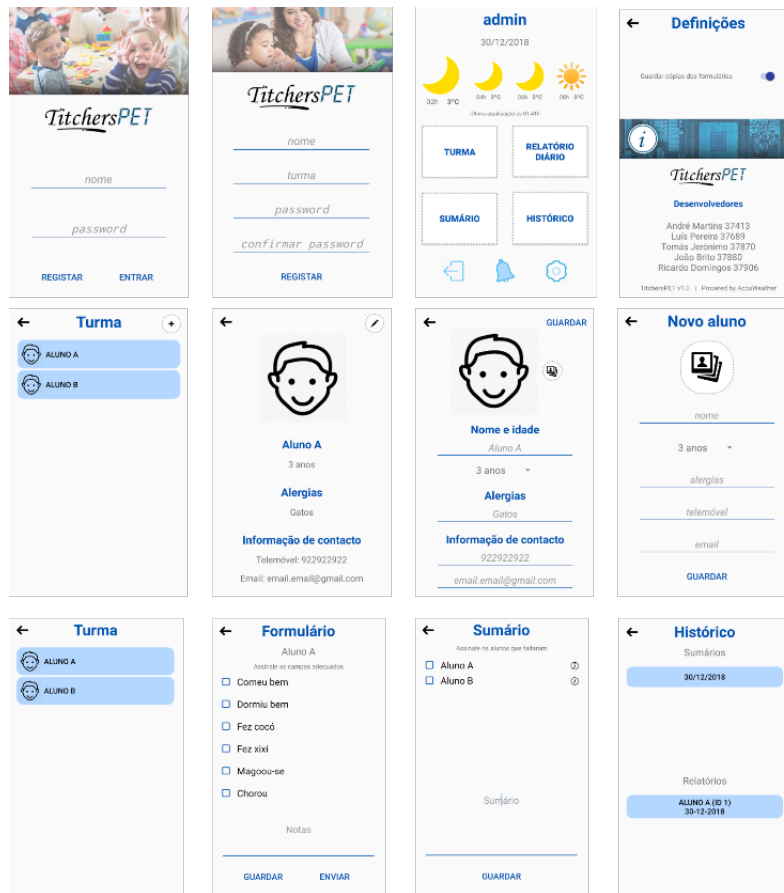 TitchersPET
nome
password
REGISTAR ENTRAR
TitchersPET
nome
turma
password
confirmar password
REGISTAR
admin
30/12/2018
02h 3ºC
04h 3ºC
06h 3ºC
08h 3ºC
Última atualização às 01:41h
TURMA
RELATÓRIO
DIÁRIO
SUMÁRIO
HISTÓRICO
Definições
Guardar cópias dos formulários
i
TitchersPET
Desenvolvedores
André Martins 37413
Luís Pereira 37689
Tomás Jerónimo 37870
João Brito 37880
Ricardo Domingos 37906
TitchersPET v1.0 | Powered by AccuWeather
Turma
ALUNO A
ALUNO B
Aluno A
3 anos
Alergias
Gatos
Informação de contacto
Telemóvel: 922922922
Email: email.email@gmail.com
GUARDAR
Nome e idade
Aluno A
3 anos
Alergias
Gatos
Informação de contacto
922922922
email.email@gmail.com
Novo aluno
nome
3 anos
alergias
telemóvel
email
GUARDAR
Turma
ALUNO A
ALUNO B
Formulário
Aluno A
Assinale os campos adequados
Comeu bem
Dormiu bem
Fez cocó
Fez xixi
Magoou-se
Chorou
Notas
GUARDAR ENVIAR
Sumário
Assinale os alunos que faltaram
Aluno A
Aluno B
Sumário
GUARDAR
Histórico
Sumários
30/12/2018
Relatórios
ALUNO A (ID 1)
30-12-2018